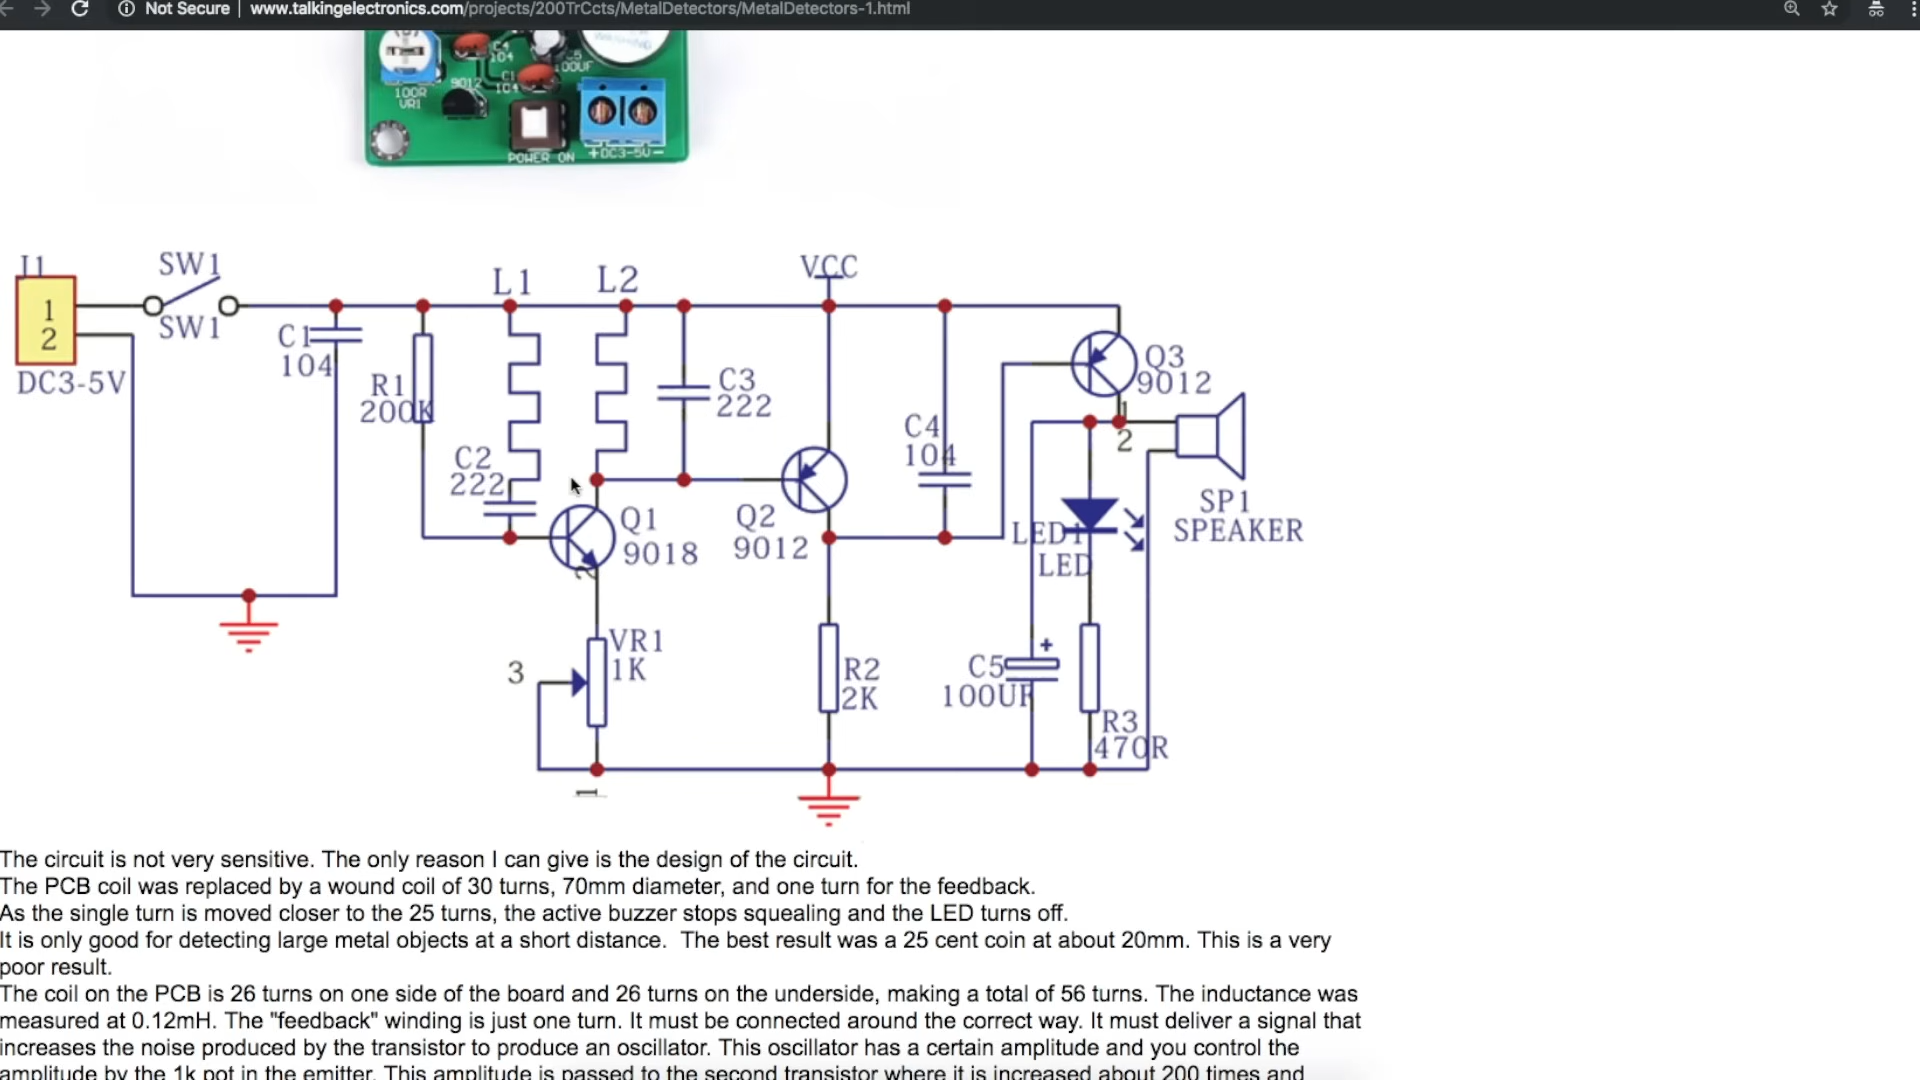 Not Secure | www.talkingelectronics.com/projects/200TrCcts/MetalDetectors/MetalDetectors-1.html
C4
104
C5
100UF
C1
104
9012
100R
VR1
POWER ON
+DC3-5V-
J1
SW1
L1
L2
VCC
1
2
SW1
C1
104
DC3-5V
R1
200K
C3
222
Q3
9012
1
2
C4
104
C2
222
Q1
9018
Q2
9012
LED1
LED
SP1
SPEAKER
2
VR1
1K
3
R2
2K
C5
+
100UF
R3
470R
1
The circuit is not very sensitive. The only reason I can give is the design of the circuit.
The PCB coil was replaced by a wound coil of 30 turns, 70mm diameter, and one turn for the feedback.
As the single turn is moved closer to the 25 turns, the active buzzer stops squealing and the LED turns off.
It is only good for detecting large metal objects at a short distance. The best result was a 25 cent coin at about 20mm. This is a very
poor result.
The coil on the PCB is 26 turns on one side of the board and 26 turns on the underside, making a total of 56 turns. The inductance was
measured at 0.12mH. The "feedback" winding is just one turn. It must be connected around the correct way. It must deliver a signal that
increases the noise produced by the transistor to produce an oscillator. This oscillator has a certain amplitude and you control the
amplitude by the 1k pot in the emitter. This amplitude is passed to the second transistor where it is increased about 200 times and